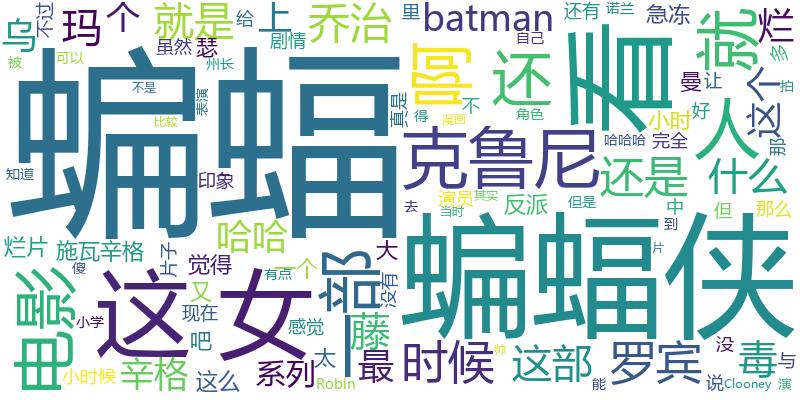 乌
不过
玛
个
就是
给
上
乔治
里
batman
还有
诺兰
急冻
烂
虽然
瑟
剧情
啊
自己
看
就
多
被
可以
州长
蝙蝠
不是
表演
真是
还
不
曼
让
这个
拍
比较
得
漫画
角色
小时
好
人
那
知道
印象
克鲁尼
哈哈哈
完全
还是
什么
烂片
施瓦辛格
哈哈
演员
其实
去
当时
反派
但是
中
但
那么
到
傻
片子
觉得
一个
一部
大
没有
蝙蝠侠
片
电影
这
女
又
有点
小学
现在
吧
感觉
藤
帅
没
毒
与
小时候
辛格
这么
系列
太
Robin
最
时候
这部
能
罗宾
说
Clooney
演